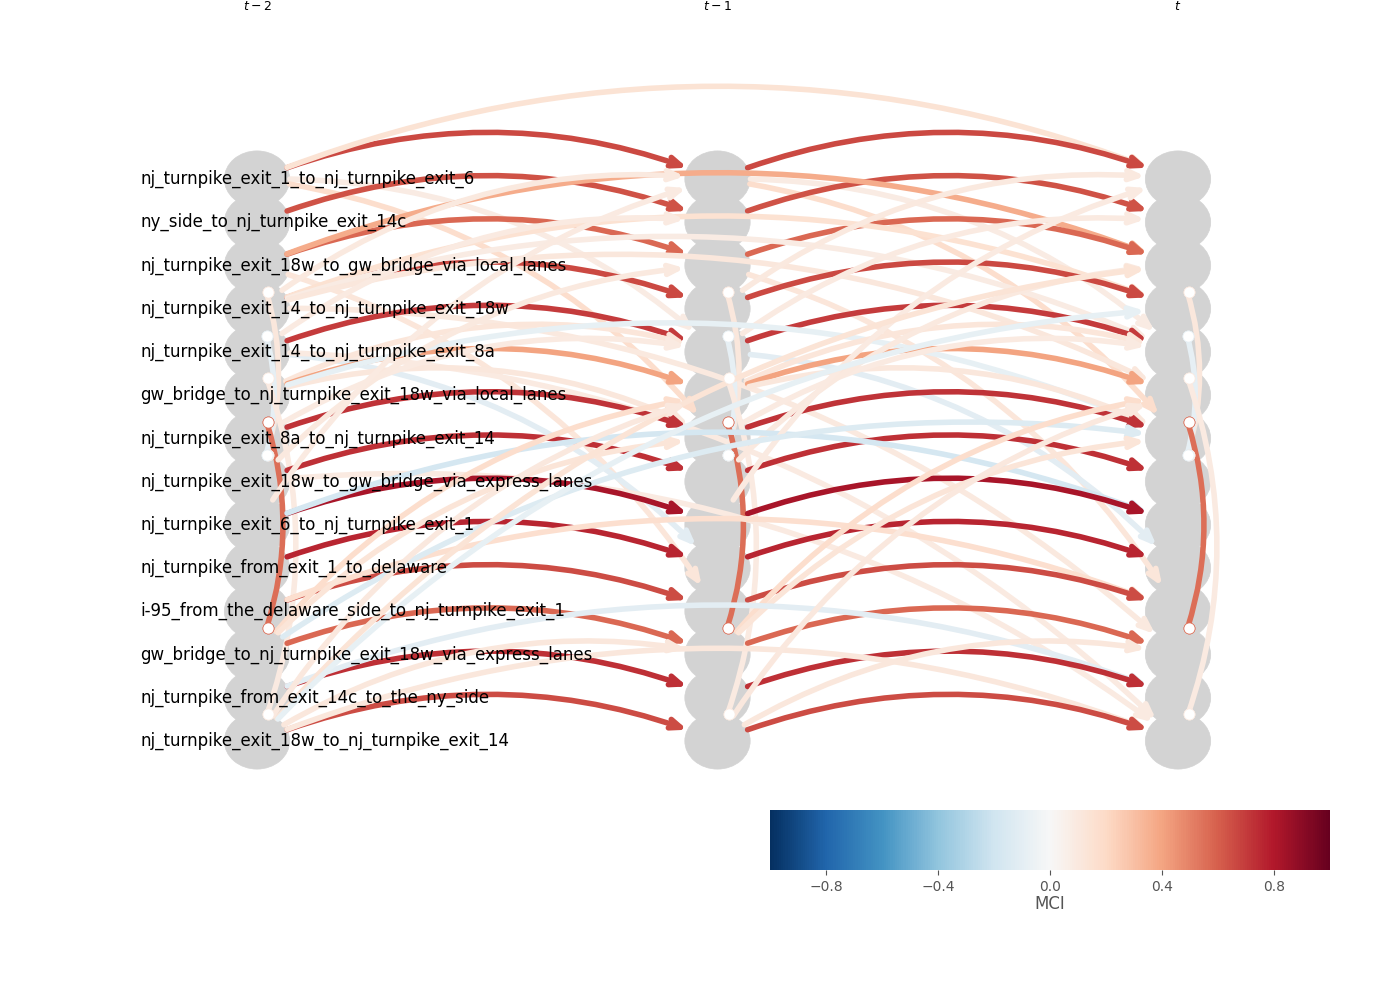 t − 2 t − 1 t
nj_turnpike_exit_1_to_nj_turnpike_exit_6
ny_side_to_nj_turnpike_exit_14c
nj_turnpike_exit_18w_to_gw_bridge_via_local_lanes
nj_turnpike_exit_14_to_nj_turnpike_exit_18w
nj_turnpike_exit_14_to_nj_turnpike_exit_8a
gw_bridge_to_nj_turnpike_exit_18w_via_local_lanes
nj_turnpike_exit_8a_to_nj_turnpike_exit_14
nj_turnpike_exit_18w_to_gw_bridge_via_express_lanes
nj_turnpike_exit_6_to_nj_turnpike_exit_1
nj_turnpike_from_exit_1_to_delaware
i-95_from_the_delaware_side_to_nj_turnpike_exit_1
gw_bridge_to_nj_turnpike_exit_18w_via_express_lanes
nj_turnpike_from_exit_14c_to_the_ny_side
nj_turnpike_exit_18w_to_nj_turnpike_exit_14
−0.8 −0.4 0.0 0.4 0.8
MCI